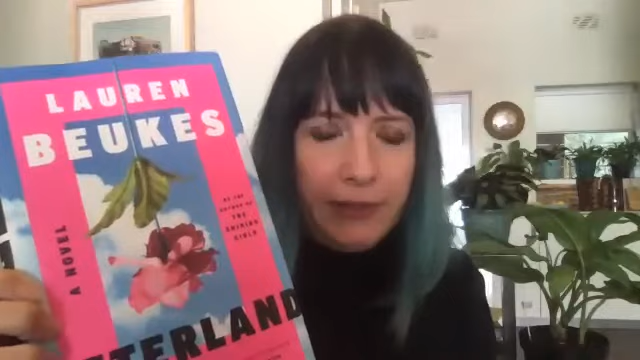 LAUREN
BEUKES
BY THE
AUTHOR OF
THE
SHINING
GIRLS
A NOVEL
TERLAND